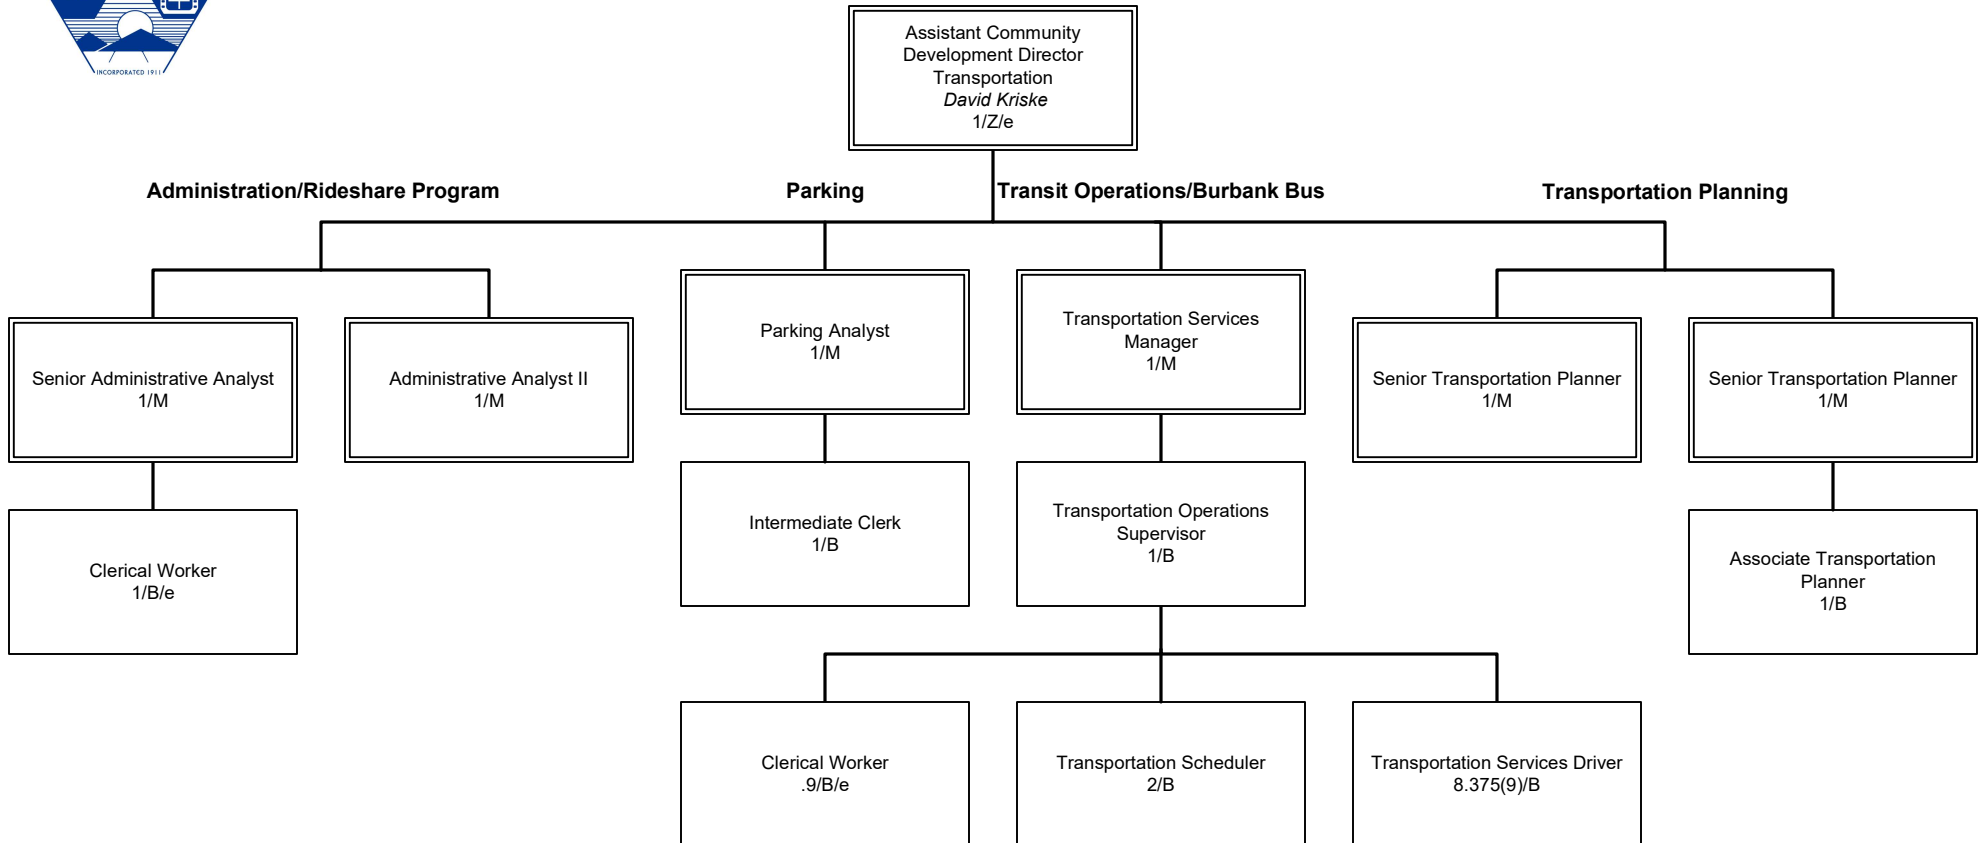 INCORPORATED 1911
Assistant Community
Development Director
Transportation
David Kriske
1/Z/e
Administration/Rideshare Program
Parking
Transit Operations/Burbank Bus
Transportation Planning
Senior Administrative Analyst
1/M
Administrative Analyst II
1/M
Parking Analyst
1/M
Transportation Services
Manager
1/M
Senior Transportation Planner
1/M
Senior Transportation Planner
1/M
Clerical Worker
1/B/e
Intermediate Clerk
1/B
Transportation Operations
Supervisor
1/B
Associate Transportation
Planner
1/B
Clerical Worker
.9/B/e
Transportation Scheduler
2/B
Transportation Services Driver
8.375(9)/B